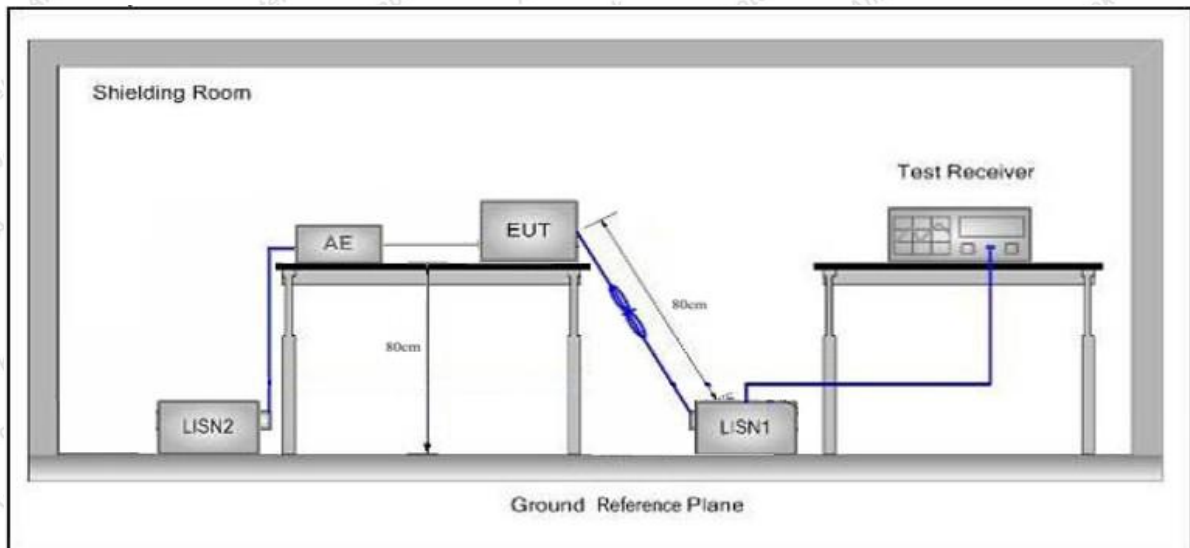 Shielding Room
Test Receiver
AE
EUT
80cm
80cm
LISN2
LISN1
Ground Reference Plane